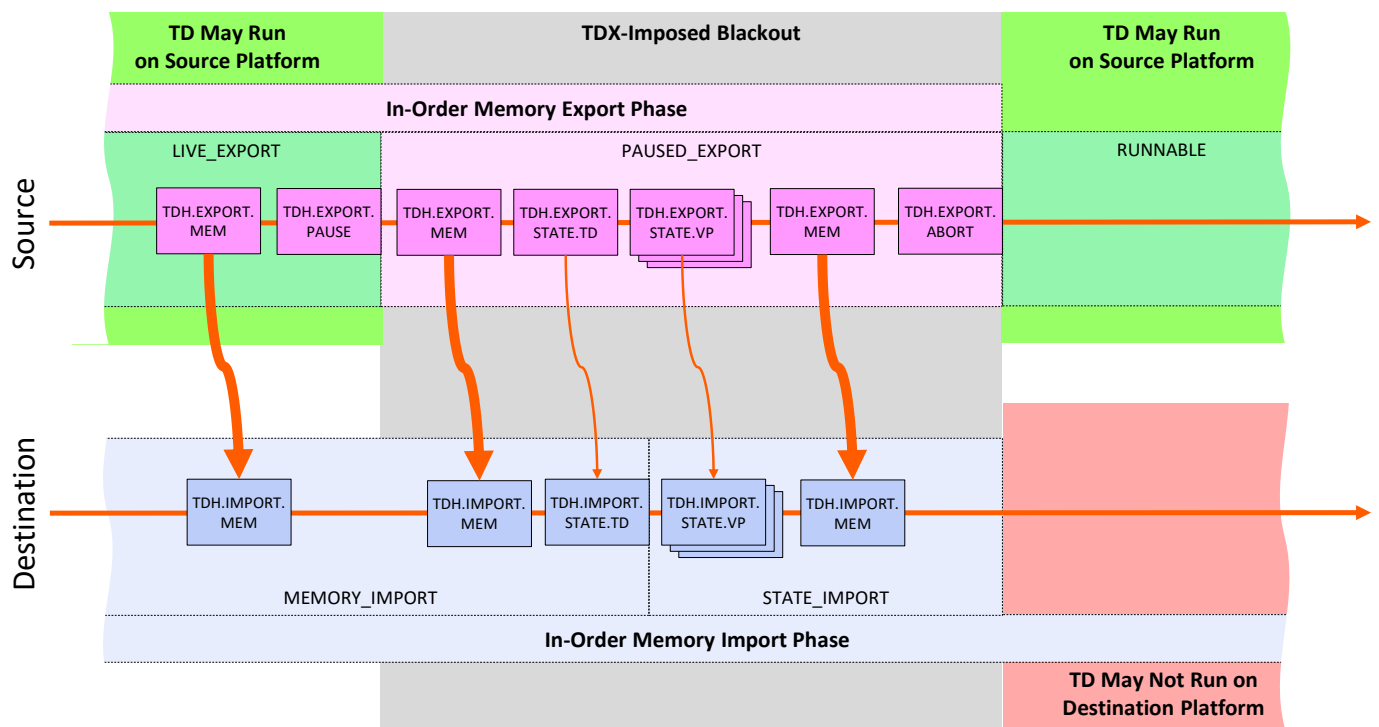 TD May Run
on Source Platform
TDX-Imposed Blackout
TD May Run
on Source Platform
In-Order Memory Export Phase
LIVE_EXPORT
PAUSED_EXPORT
RUNNABLE
Source
TDH.EXPORT.
MEM
TDH.EXPORT.
PAUSE
TDH.EXPORT.
MEM
TDH.EXPORT.
STATE.TD
TDH.EXPORT.
STATE.VP
TDH.EXPORT.
MEM
TDH.EXPORT.
ABORT
Destination
TDH.IMPORT.
MEM
TDH.IMPORT.
MEM
TDH.IMPORT.
STATE.TD
TDH.IMPORT.
STATE.VP
TDH.IMPORT.
MEM
MEMORY_IMPORT
STATE_IMPORT
In-Order Memory Import Phase
TD May Not Run on
Destination Platform